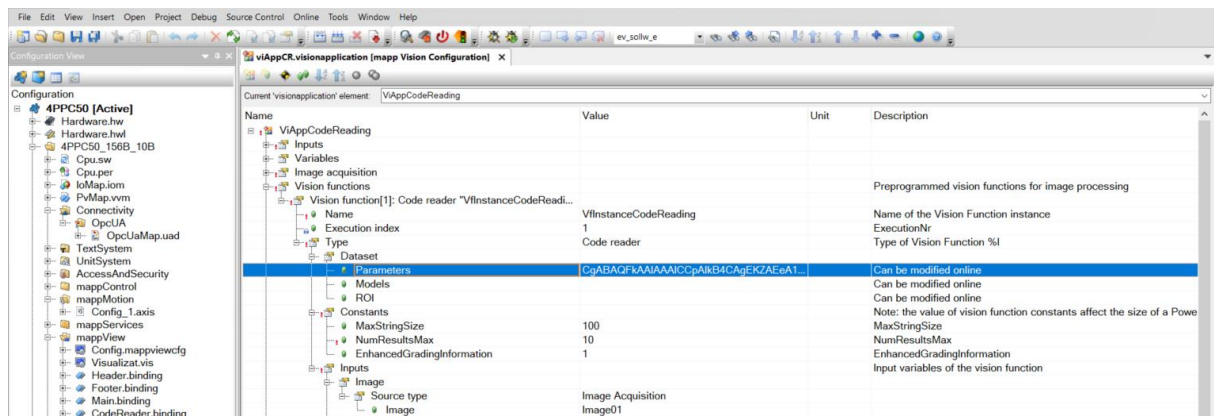 File Edit View Insert Open Project Debug Source Control Online Tools Window Help
ev_sollw_e
Configuration View
viAppCR.visionapplication [mapp Vision Configuration]
Current 'visionapplication' element: ViAppCodeReading
Configuration
4PPC50 [Active]
Hardware.hw
Hardware.hwl
4PPC50_156B_10B
Cpu.sw
Cpu.per
IoMap.iom
PvMap.vvm
Connectivity
OpcUA
OpcUaMap.uad
TextSystem
UnitSystem
AccessAndSecurity
mappControl
mappMotion
Config_1.axis
mappServices
mappView
Config.mappviewcfg
Visualizat.vis
Header.binding
Footer.binding
Main.binding
CodeReader.binding
Name Value Unit Description
ViAppCodeReading
Inputs
Variables
Image acquisition
Vision functions Preprogrammed vision functions for image processing
Vision function[1]: Code reader "VfInstanceCodeReadi...
Name VfInstanceCodeReading Name of the Vision Function instance
Execution index 1 ExecutionNr
Type Code reader Type of Vision Function %I
Dataset
Parameters CgABAQFkAAIAAAICCpAIkB4CAgEKZAEeA1... Can be modified online
Models Can be modified online
ROI Can be modified online
Constants Note: the value of vision function constants affect the size of a Powe
MaxStringSize 100 MaxStringSize
NumResultsMax 10 NumResultsMax
EnhancedGradingInformation 1 EnhancedGradingInformation
Inputs Input variables of the vision function
Image
Source type Image Acquisition
Image Image01